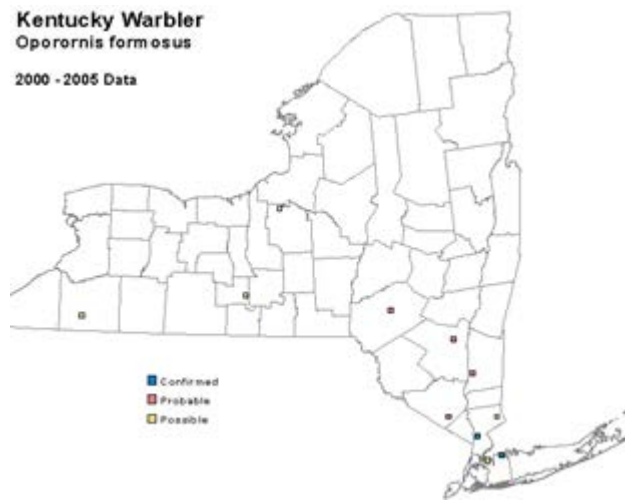 Kentucky Warbler
Oporornis formosus
2000 - 2005 Data
Confirmed
Probable
Possible